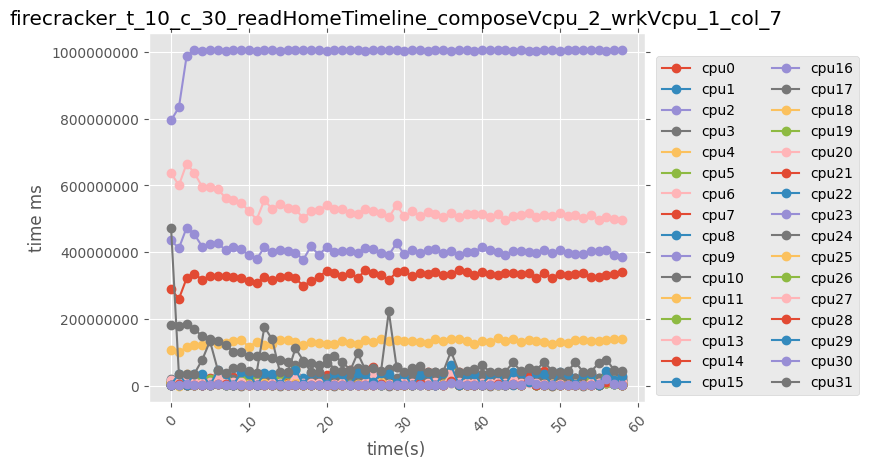 firecracker_t_10_c_30_readHomeTimeline_composeVcpu_2_wrkVcpu_1_col_7
1000000000
800000000
600000000
400000000
200000000
0
time ms
0
10
20
30
40
50
60
time(s)
cpu0
cpu1
cpu2
cpu3
cpu4
cpu5
cpu6
cpu7
cpu8
cpu9
cpu10
cpu11
cpu12
cpu13
cpu14
cpu15
cpu16
cpu17
cpu18
cpu19
cpu20
cpu21
cpu22
cpu23
cpu24
cpu25
cpu26
cpu27
cpu28
cpu29
cpu30
cpu31